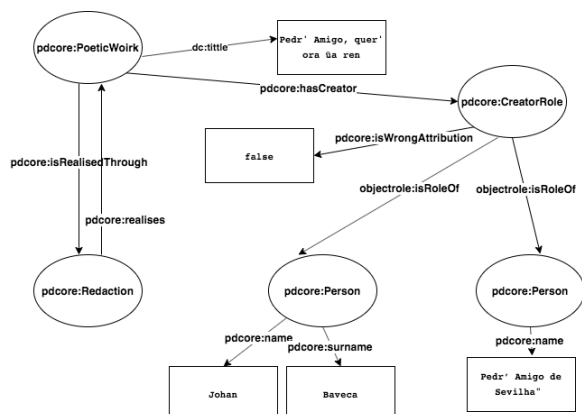 pdcore:PoeticWoirk
dc:tittle
Pedr' Amigo, quer'
ora ũa ren
pdcore:hasCreator
pdcore:CreatorRole
pdcore:isWrongAttribution
false
pdcore:isRealisedThrough
objectrole:isRoleOf
objectrole:isRoleOf
pdcore:realises
pdcore:Redaction
pdcore:Person
pdcore:Person
pdcore:name
pdcore:surname
pdcore:name
Johan
Baveca
Pedr’ Amigo de
Sevilha"